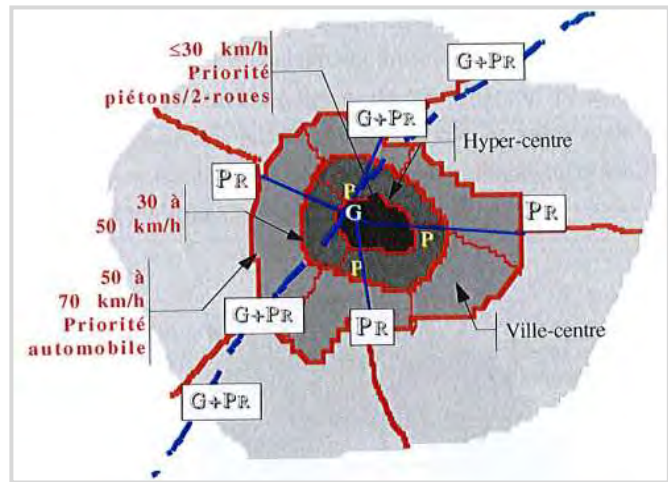 ≤30 km/h
Priorité
piétons/2-roues
G+PR
G+PR
Hyper-centre
PR
P
G
PR
30 à
50 km/h
P
P
50 à
70 km/h
Priorité
automobile
G+PR
PR
Ville-centre
G+PR